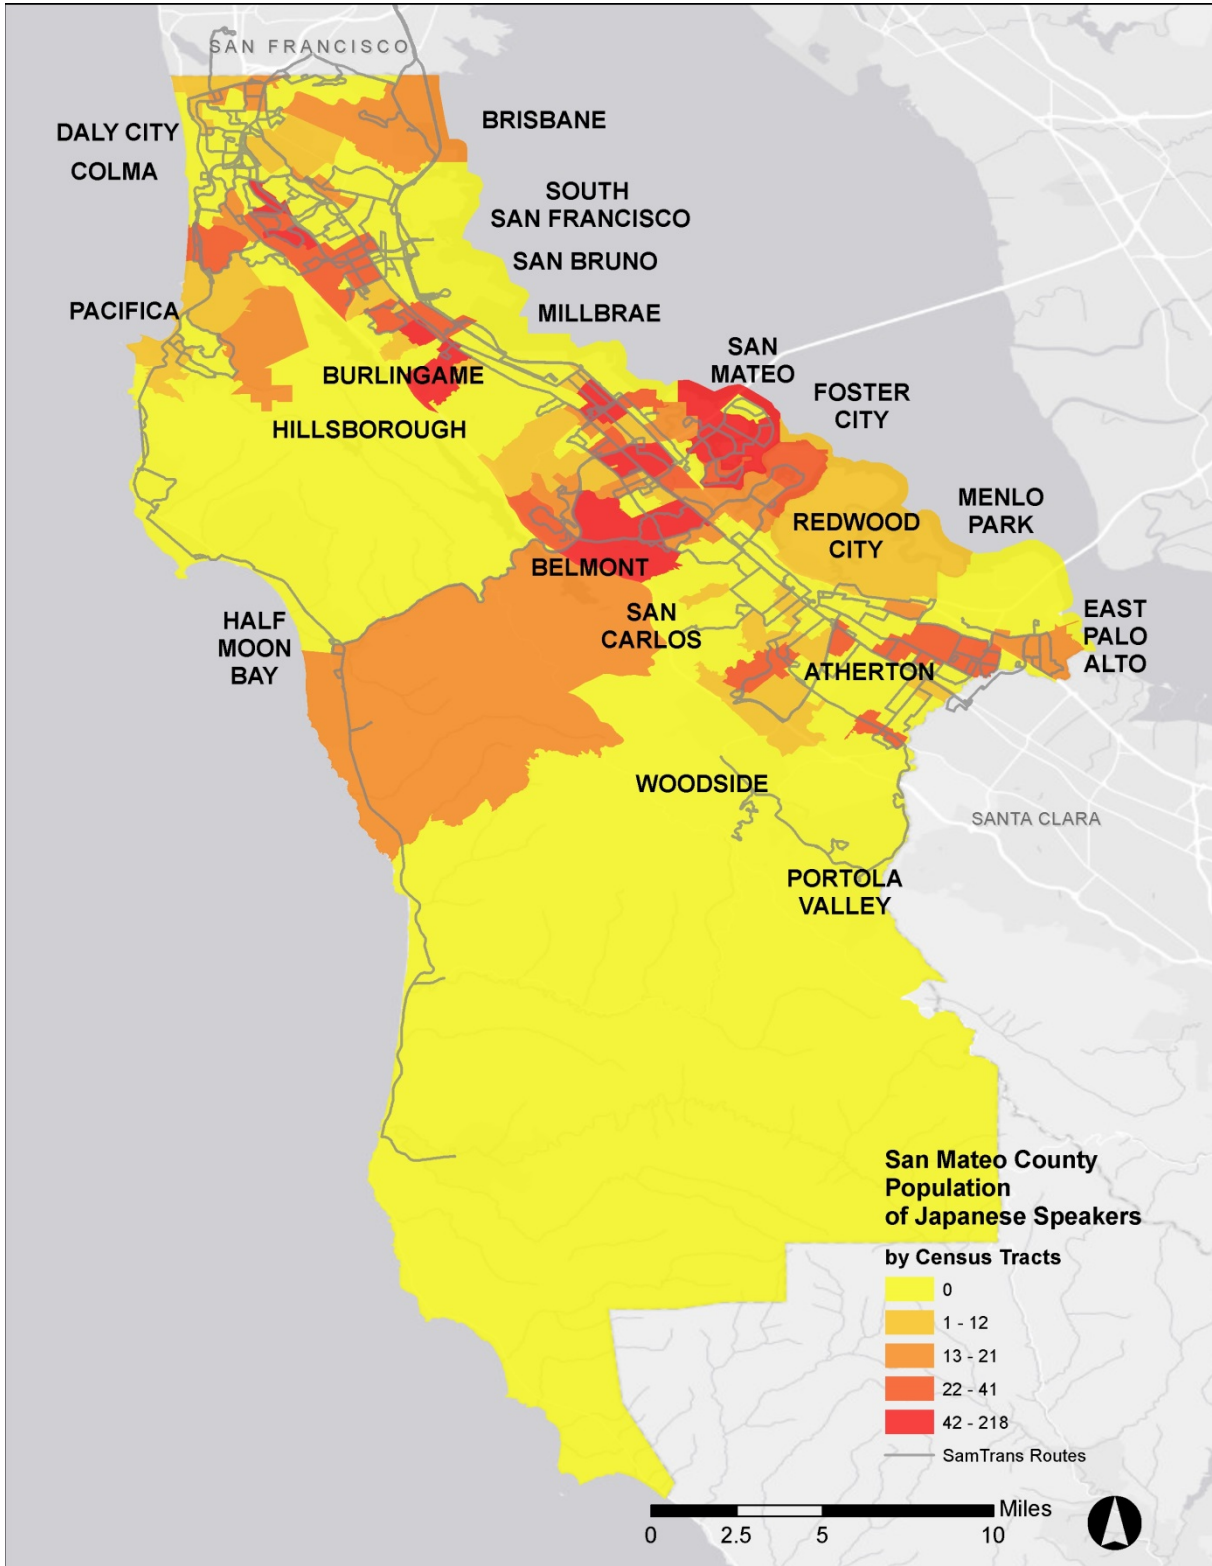 SAN FRANCISCO
BRISBANE
DALY CITY
COLMA
SOUTH
SAN FRANCISCO
SAN BRUNO
PACIFICA
MILLBRAE
SAN
MATEO
BURLINGAME
FOSTER
CITY
HILLSBOROUGH
MENLO
PARK
REDWOOD
CITY
BELMONT
HALF
MOON
BAY
SAN
CARLOS
EAST
PALO
ALTO
ATHERTON
WOODSIDE
SANTA CLARA
PORTOLA
VALLEY
San Mateo County
Population
of Japanese Speakers
by Census Tracts
0
1 - 12
13 - 21
22 - 41
42 - 218
SamTrans Routes
Miles
0 2.5 5 10